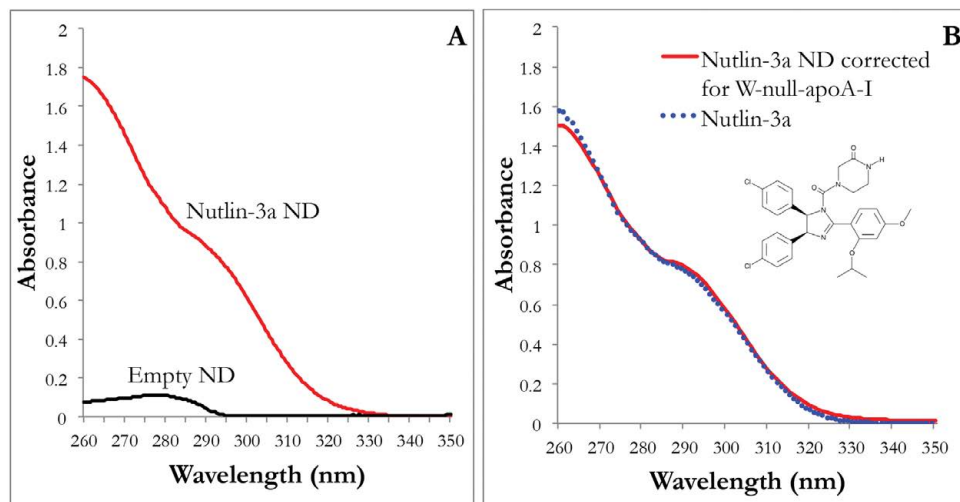 A
2
1.8
1.6
1.4
1.2
1
0.8
0.6
0.4
0.2
0
Absorbance
Nutlin-3a ND
Empty ND
260 270 280 290 300 310 320 330 340 350
Wavelength (nm)
B
2
1.8
1.6
1.4
1.2
1
0.8
0.6
0.4
0.2
0
Absorbance
Nutlin-3a ND corrected
for W-null-apoA-I
Nutlin-3a
O
N
H
O
N
Cl
N
N
O
O
Cl
260 270 280 290 300 310 320 330 340 350
Wavelength (nm)